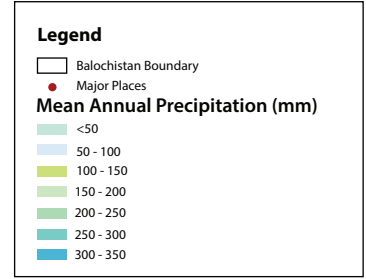 Legend
Balochistan Boundary
Major Places
Mean Annual Precipitation (mm)
<50
50 - 100
100 - 150
150 - 200
200 - 250
250 - 300
300 - 350